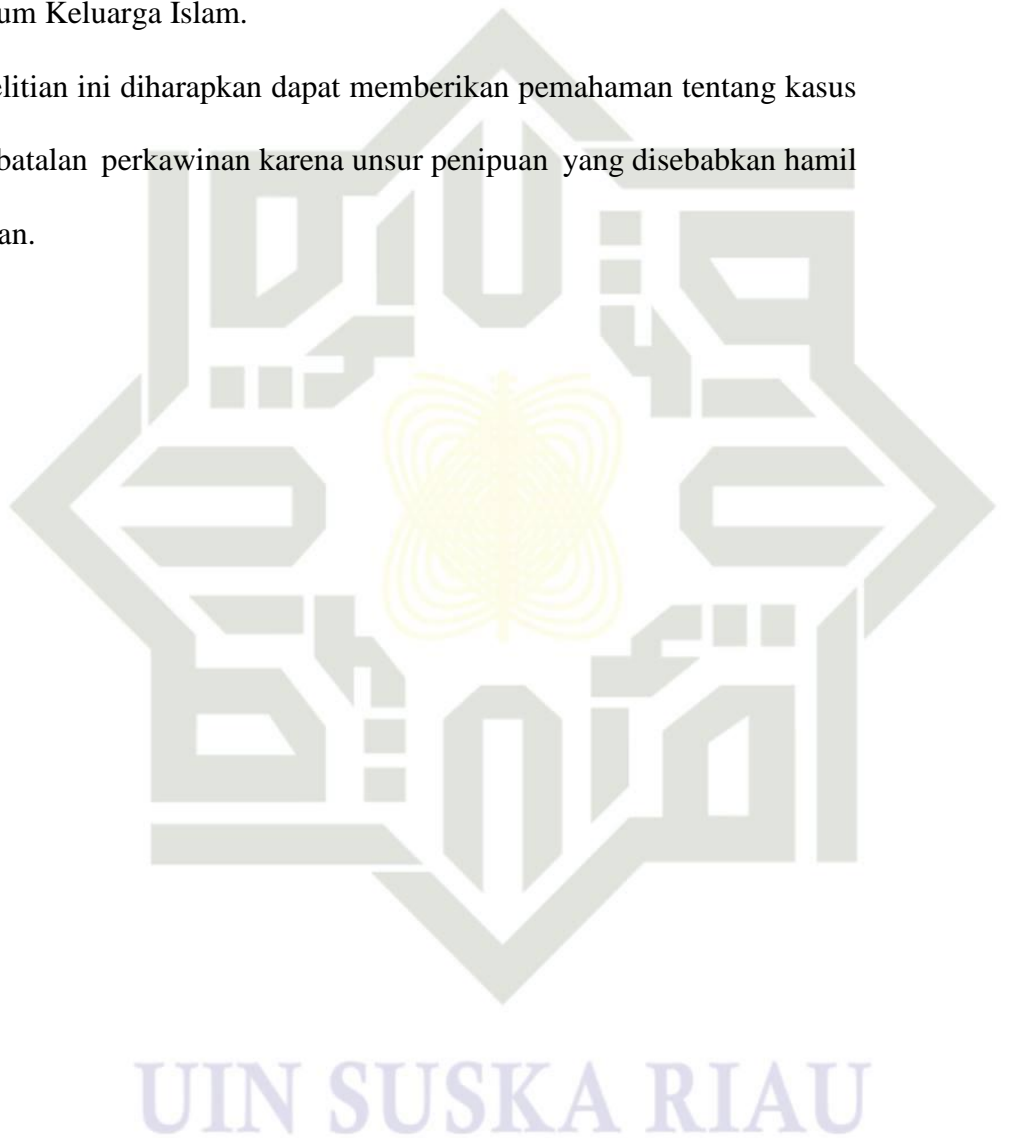 um Keluarga Islam.
elitian ini diharapkan dapat memberikan pemahaman tentang kasus
batalan perkawinan karena unsur penipuan yang disebabkan hamil
an.
UIN SUSKA RIAU